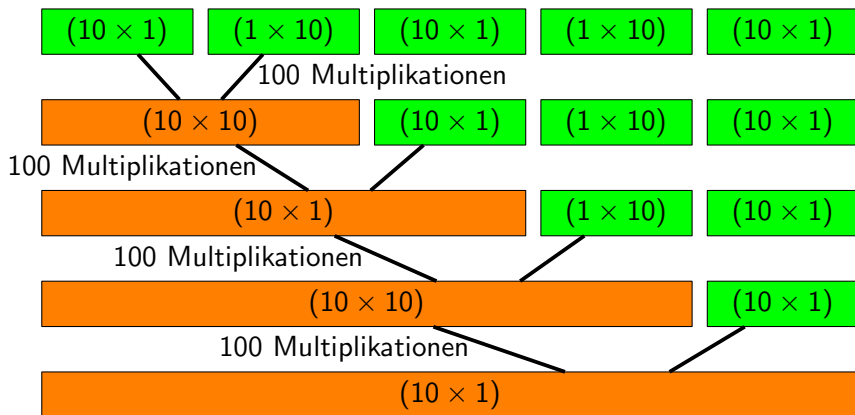 (10 × 1) (1 × 10) (10 × 1) (1 × 10) (10 × 1)
100 Multiplikationen
(10 × 10) (10 × 1) (1 × 10) (10 × 1)
100 Multiplikationen
(10 × 1) (1 × 10) (10 × 1)
100 Multiplikationen
(10 × 10) (10 × 1)
100 Multiplikationen
(10 × 1)